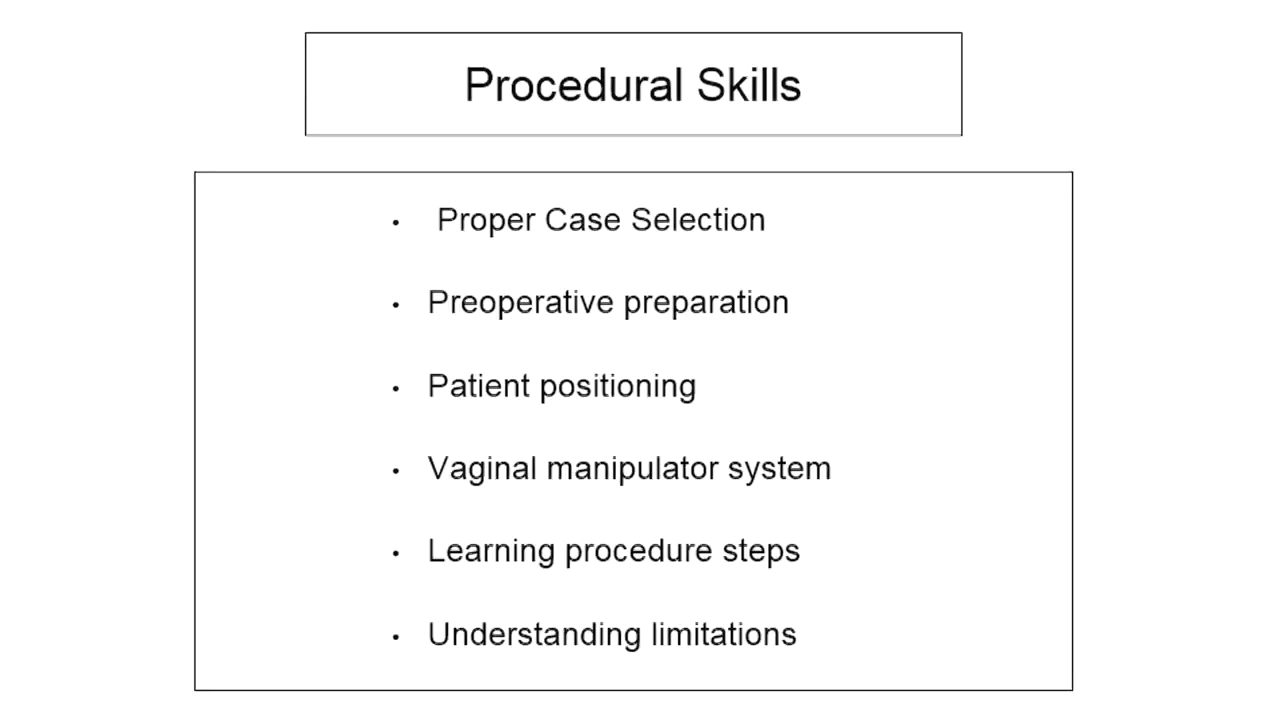 Procedural Skills
• Proper Case Selection
• Preoperative preparation
• Patient positioning
• Vaginal manipulator system
• Learning procedure steps
• Understanding limitations